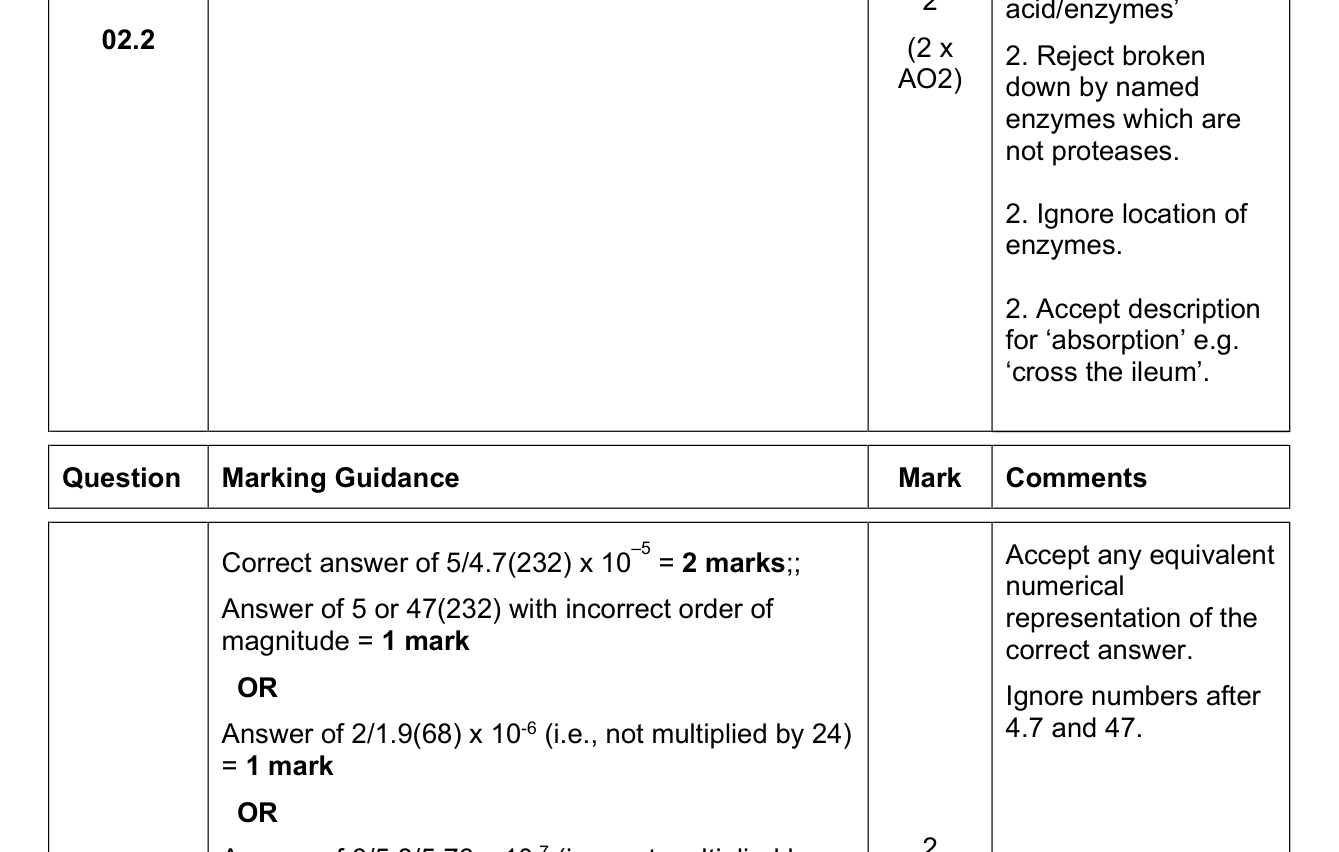 2
acid/enzymes’
02.2
(2 x
AO2)
2. Reject broken
down by named
enzymes which are
not proteases.
2. Ignore location of
enzymes.
2. Accept description
for ‘absorption’ e.g.
‘cross the ileum’.
Question Marking Guidance Mark Comments
Correct answer of 5/4.7(232) x 10–5 = 2 marks;;
Answer of 5 or 47(232) with incorrect order of
magnitude = 1 mark
OR
Answer of 2/1.9(68) x 10-6 (i.e., not multiplied by 24)
= 1 mark
OR
2
Accept any equivalent
numerical
representation of the
correct answer.
Ignore numbers after
4.7 and 47.